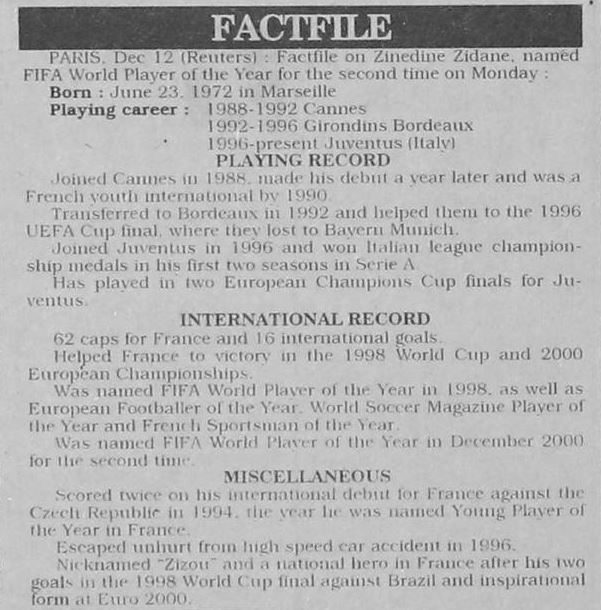 FACTFILE
PARIS, Dec 12 (Reuters) : Factfile on Zinedine Zidane, named
FIFA World Player of the Year for the second time on Monday :
Born : June 23, 1972 in Marseille
Playing career : 1988-1992 Cannes
1992-1996 Girondins Bordeaux
1996-present Juventus (Italy)
PLAYING RECORD
Joined Cannes in 1988, made his debut a year later and was a
French youth international by 1990.
Transferred to Bordeaux in 1992 and helped them to the 1996
UEFA Cup final, where they lost to Bayern Munich.
Joined Juventus in 1996 and won Italian league champion-
ship medals in his first two seasons in Serie A.
Has played in two European Champions Cup finals for Ju-
ventus.
INTERNATIONAL RECORD
62 caps for France and 16 international goals.
Helped France to victory in the 1998 World Cup and 2000
European Championships.
Was named FIFA World Player of the Year in 1998, as well as
European Footballer of the Year, World Soccer Magazine Player of
the Year and French Sportsman of the Year.
Was named FIFA World Player of the Year in December 2000
for the second time.
MISCELLANEOUS
Scored twice on his international debut for France against the
Czech Republic in 1994, the year he was named Young Player of
the Year in France.
Escaped unhurt from high speed car accident in 1996.
Nicknamed "Zizou" and a national hero in France after his two
goals in the 1998 World Cup final against Brazil and inspirational
form at Euro 2000.